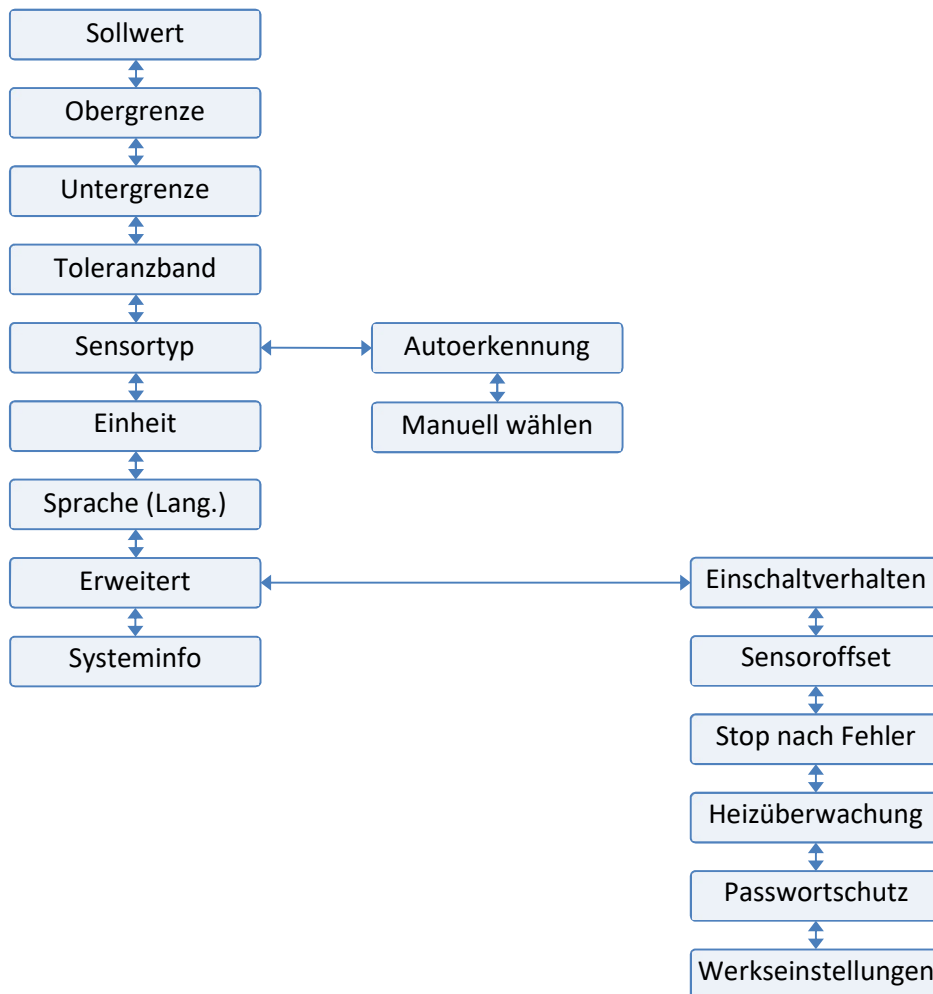 Sollwert
Obergrenze
Untergrenze
Toleranzband
Sensortyp
Autoerkennung
Einheit
Manuell wählen
Sprache (Lang.)
Erweitert
Einschaltverhalten
Systeminfo
Sensoroffset
Stop nach Fehler
Heizüberwachung
Passwortschutz
Werkseinstellungen